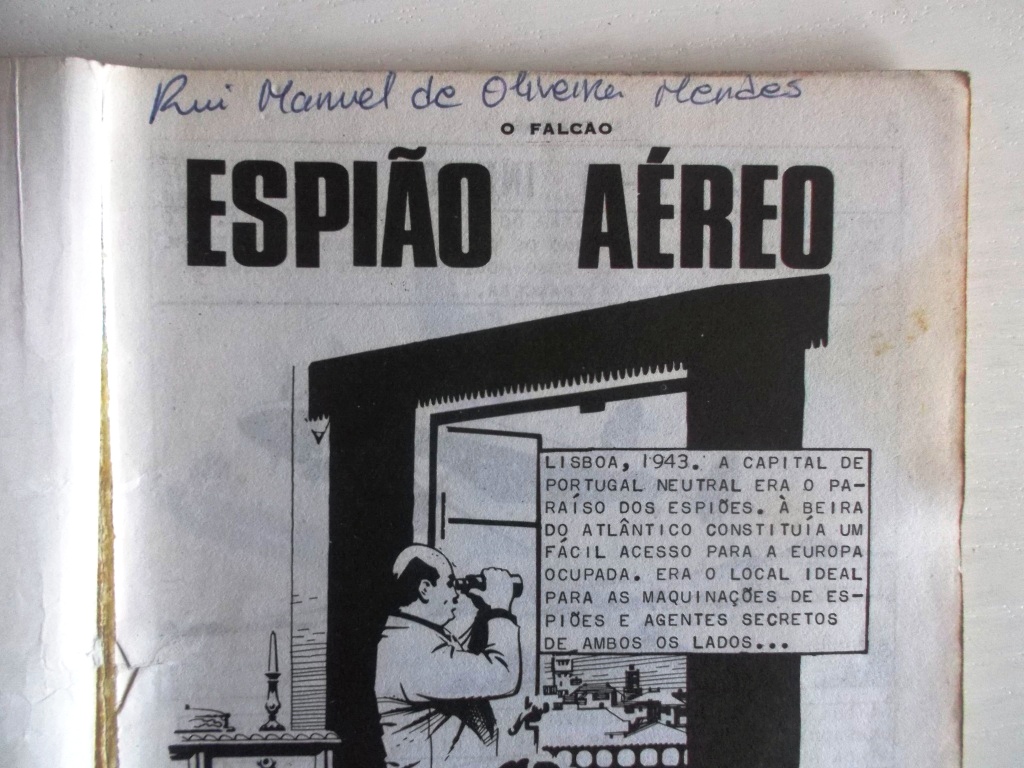 Rui Manuel de Oliveira Mendes
O FALCÃO
ESPIÃO AÉREO
LISBOA, 1943. A CAPITAL DE
PORTUGAL NEUTRAL ERA O PA-
RAÍSO DOS ESPIÕES. À BEIRA
DO ATLÂNTICO CONSTITUÍA UM
FÁCIL ACESSO PARA A EUROPA
OCUPADA. ERA O LOCAL IDEAL
PARA AS MAQUINAÇÕES DE ES-
PIÕES E AGENTES SECRETOS
DE AMBOS OS LADOS...